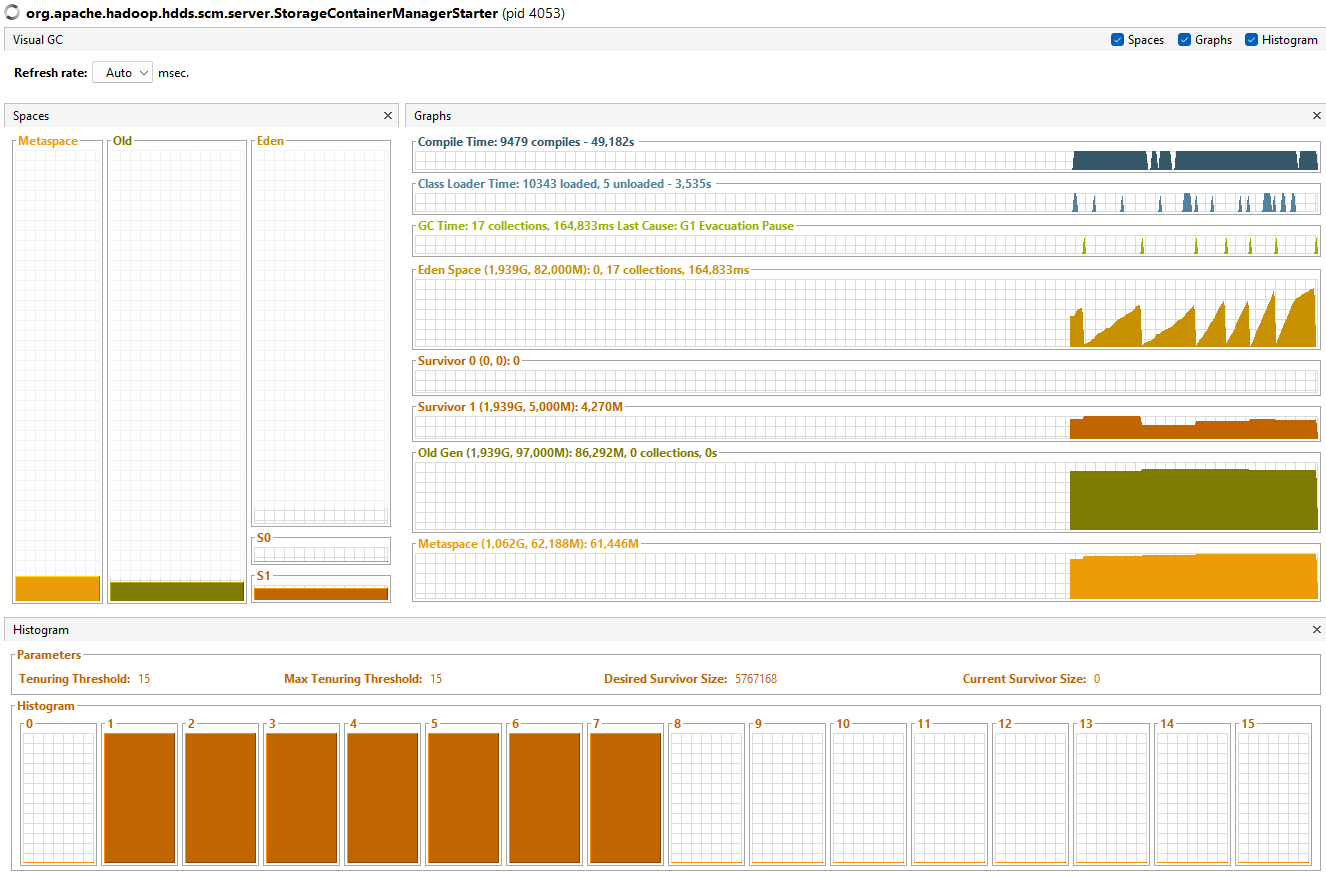 org.apache.hadoop.hdds.scm.server.StorageContainerManagerStarter (pid 4053)
Visual GC
Spaces Graphs Histogram
Refresh rate: Auto msec.
Spaces
Metaspace Old Eden
S0
S1
Graphs
Compile Time: 9479 compiles - 49,182s
Class Loader Time: 10343 loaded, 5 unloaded - 3,535s
GC Time: 17 collections, 164,833ms Last Cause: G1 Evacuation Pause
Eden Space (1,939G, 82,000M): 0, 17 collections, 164,833ms
Survivor 0 (0, 0): 0
Survivor 1 (1,939G, 5,000M): 4,270M
Old Gen (1,939G, 97,000M): 86,292M, 0 collections, 0s
Metaspace (1,062G, 62,188M): 61,446M
Histogram
Parameters
Tenuring Threshold: 15 Max Tenuring Threshold: 15 Desired Survivor Size: 5767168 Current Survivor Size: 0
Histogram
0 1 2 3 4 5 6 7 8 9 10 11 12 13 14 15